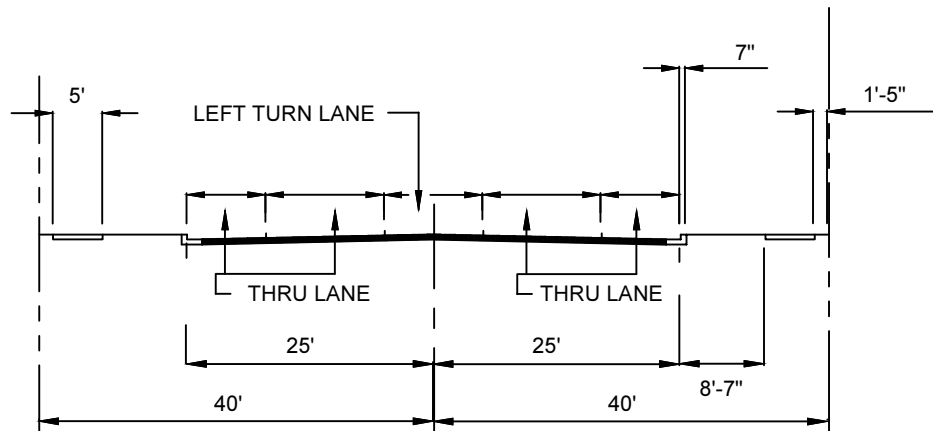 7"
5'
1'-5"
LEFT TURN LANE
THRU LANE
THRU LANE
25'
25'
8'-7"
40'
40'